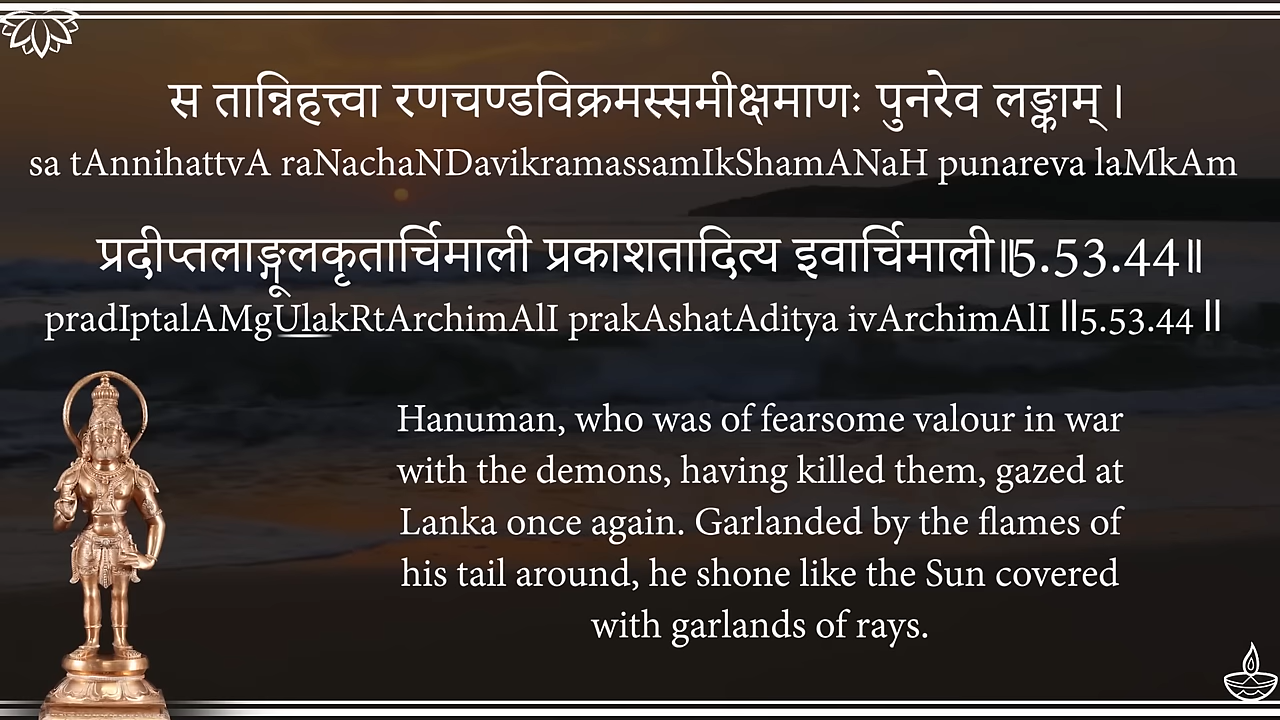 स तान्निहत्त्वा रणचण्डविक्रमस्समीक्षमाणः पुनरेव लङ्काम् ।
sa tAnnihattvA raNachaNDavikramassamIkShamANaH punareva laMkAm
प्रदीप्तलाङ्गूलकृतार्चिमाली प्रकाशतादित्य इवार्चिमाली॥5.53.44॥
pradIptalAMgUlakRtArchimAlI prakAshatAditya ivArchimAlI ॥5.53.44 ॥
Hanuman, who was of fearsome valour in war
with the demons, having killed them, gazed at
Lanka once again. Garlanded by the flames of
his tail around, he shone like the Sun covered
with garlands of rays.